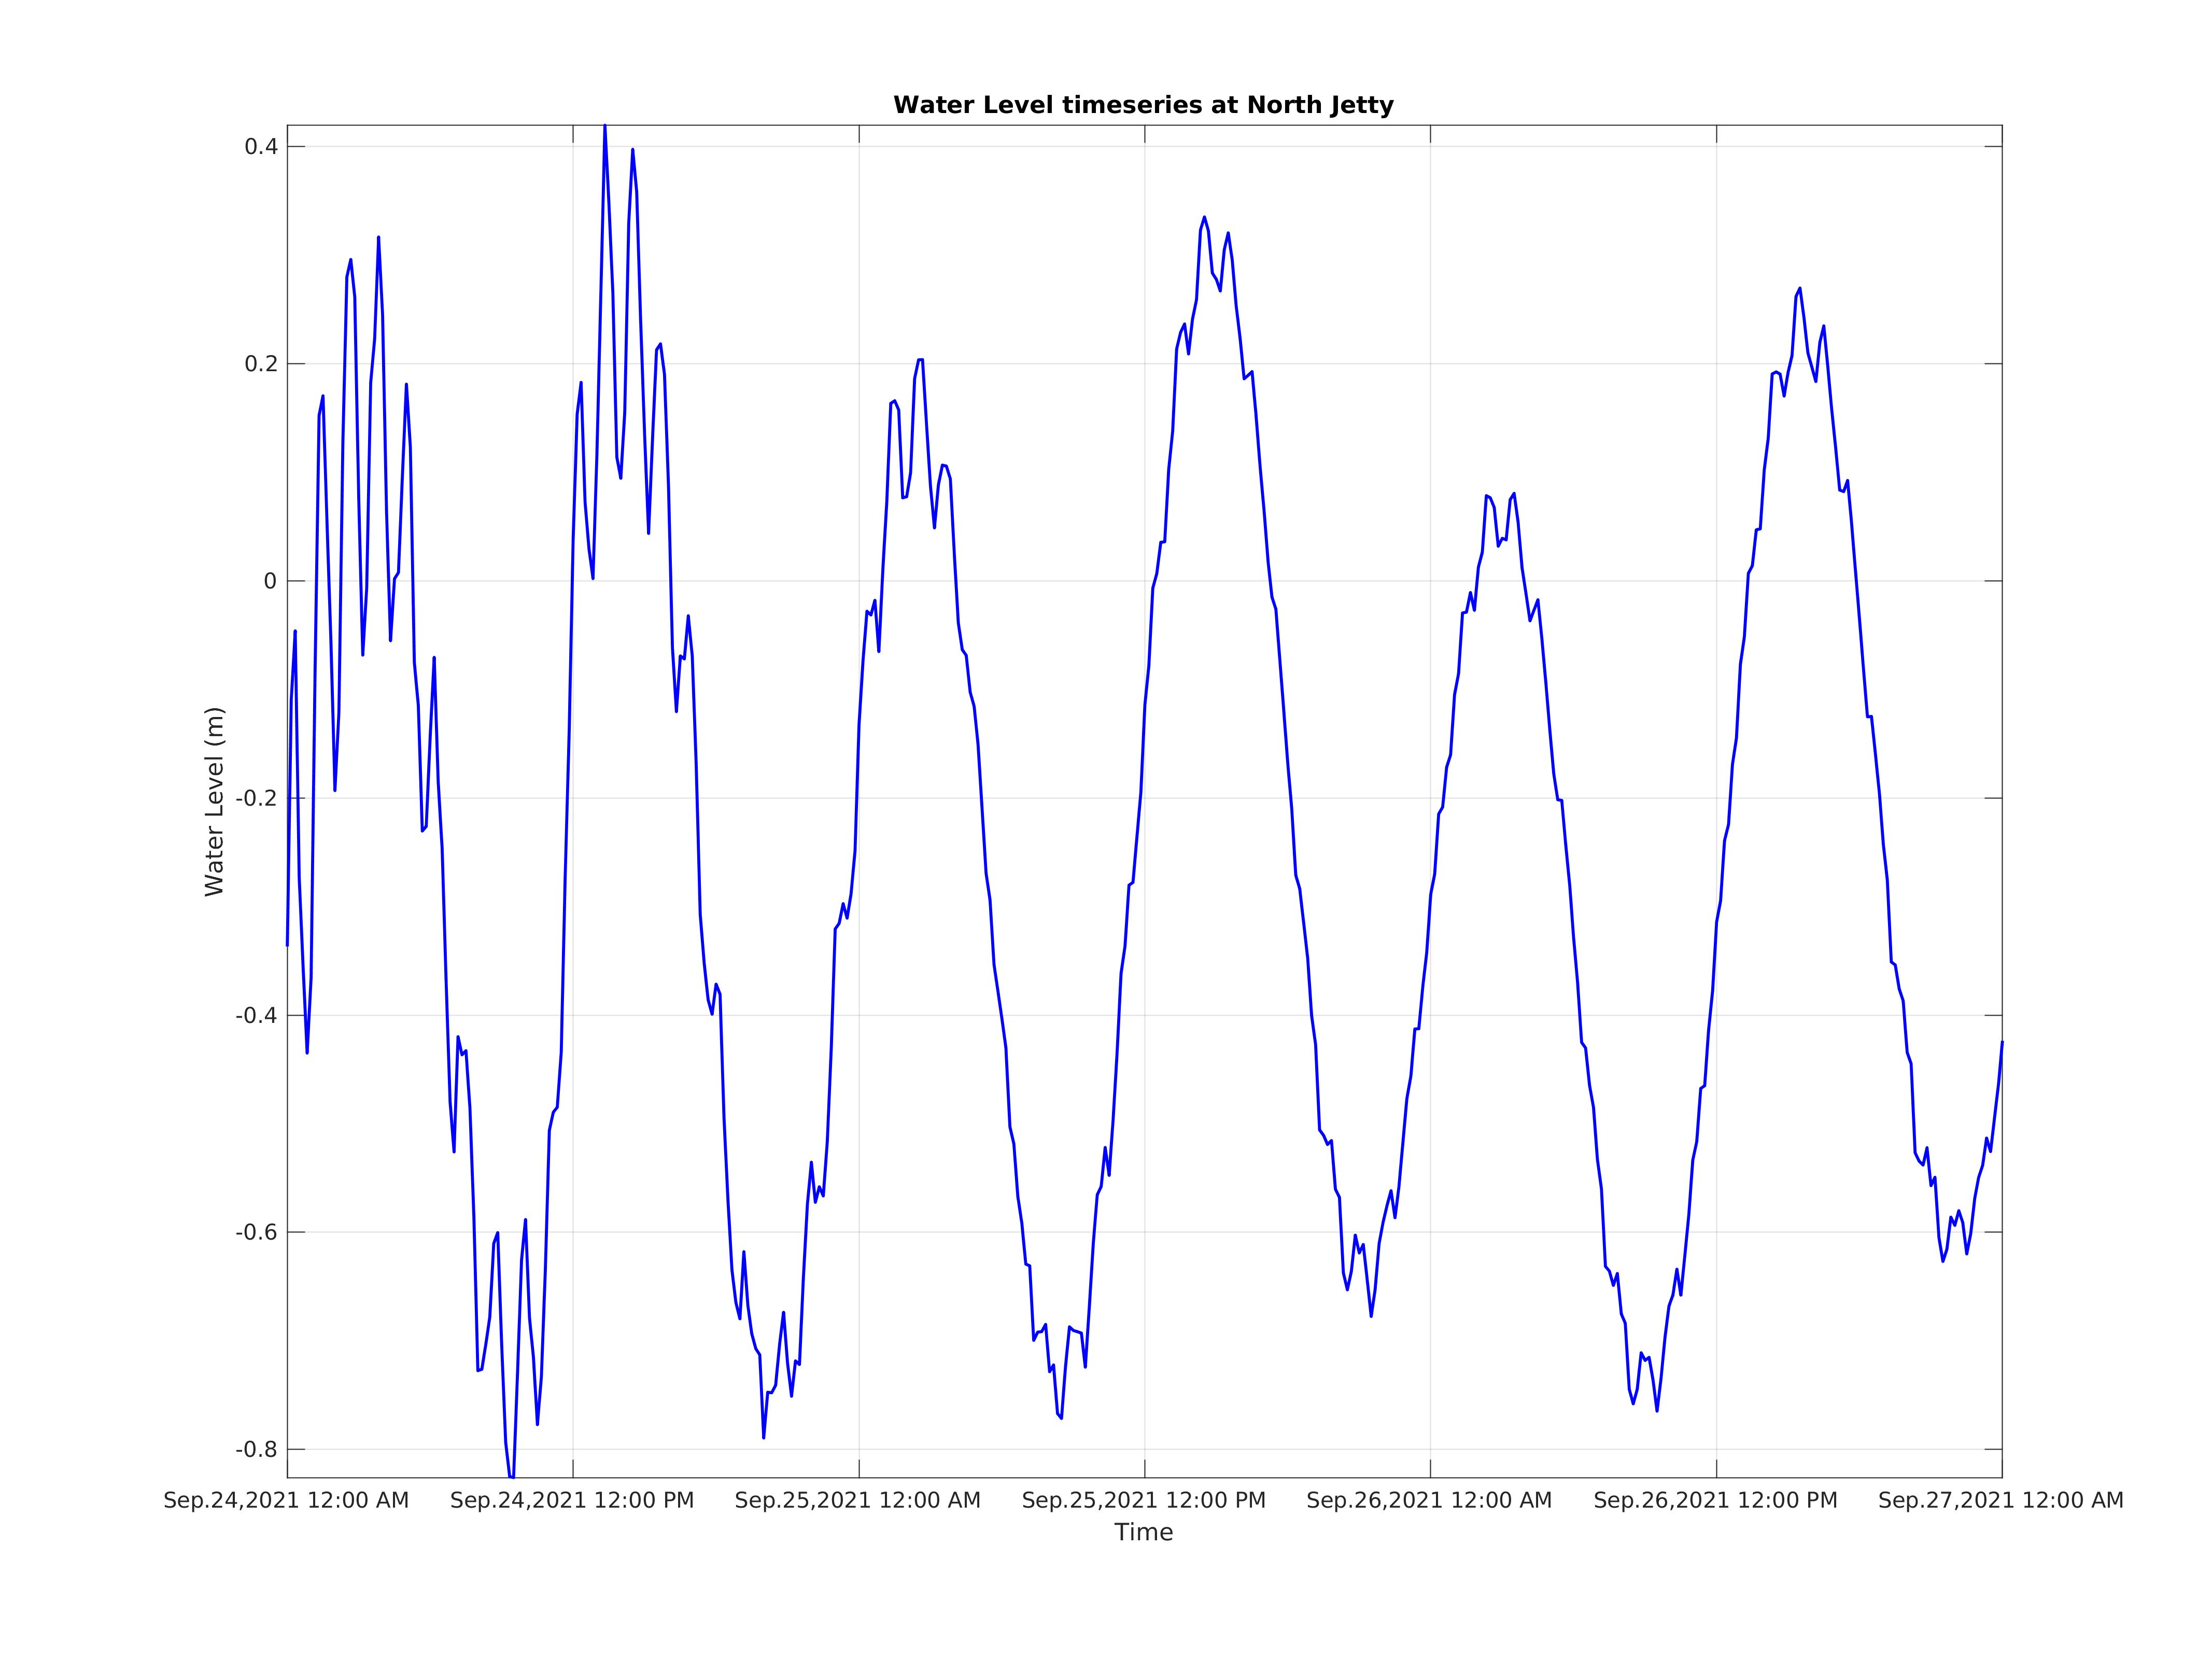 Water Level timeseries at North Jetty
0.4
0.2
0
-0.2
-0.4
-0.6
-0.8
Water Level (m)
Sep.24,2021 12:00 AM Sep.24,2021 12:00 PM Sep.25,2021 12:00 AM Sep.25,2021 12:00 PM Sep.26,2021 12:00 AM Sep.26,2021 12:00 PM Sep.27,2021 12:00 AM
Time